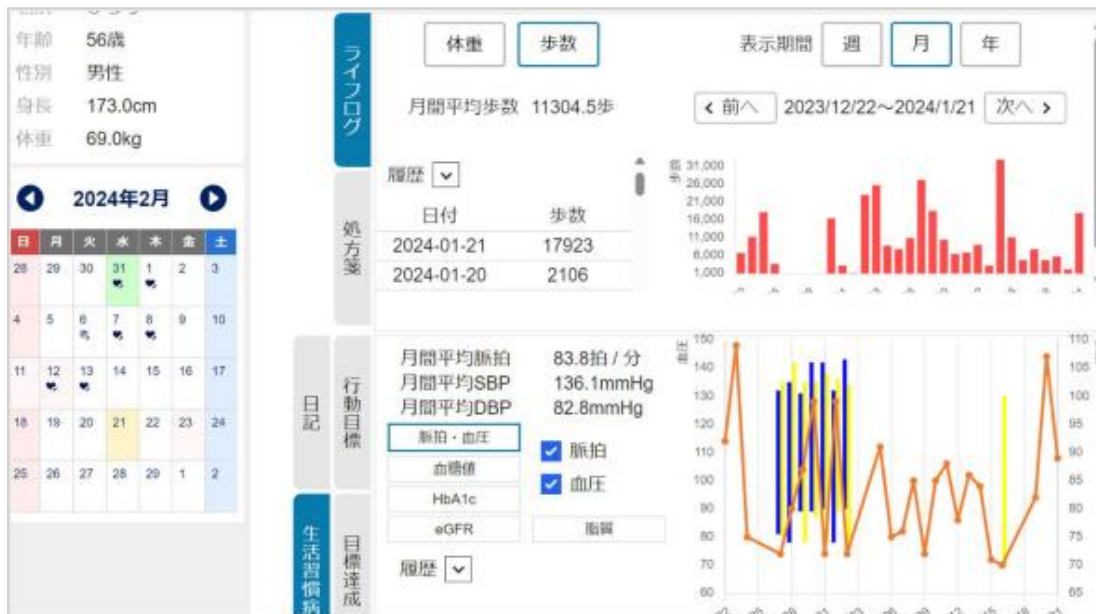 年齢 56歳
性別 男性
身長 173.0cm
体重 69.0kg
2024年2月
日 月 火 水 木 金 土
28 29 30 31 1 2 3
4 5 6 7 8 9 10
11 12 13 14 15 16 17
18 19 20 21 22 23 24
25 26 27 28 29 1 2
ライフログ
処方箋
日記
行動目標
生活習慣病
目標達成
体重 歩数
表示期間 週 月 年
月間平均歩数 11304.5歩
前へ 2023/12/22～2024/1/21 次へ
履歴
日付 歩数
2024-01-21 17923
2024-01-20 2106
歩数
31,000
26,000
21,000
16,000
11,000
6,000
1,000
月間平均脈拍 83.8拍 / 分
月間平均SBP 136.1mmHg
月間平均DBP 82.8mmHg
脈拍・血圧
血糖値
HbA1c
eGFR
脂質
脈拍
血圧
履歴
血圧
150
140
130
120
110
100
90
80
70
60
110
105
100
95
90
85
80
75
70
65